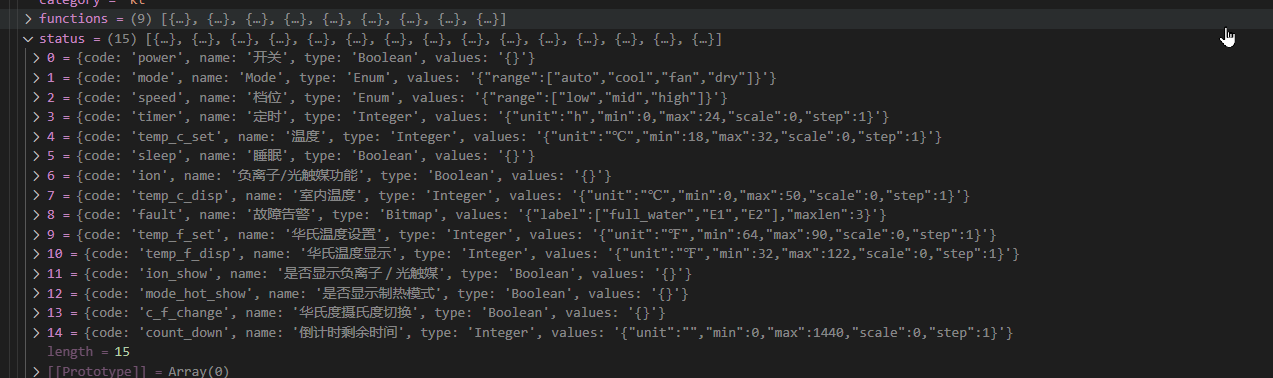 category = 'kt'
functions = (9) [{…}, {…}, {…}, {…}, {…}, {…}, {…}, {…}, {…}]
status = (15) [{…}, {…}, {…}, {…}, {…}, {…}, {…}, {…}, {…}, {…}, {…}, {…}, {…}, {…}, {…}]
0 = {code: 'power', name: '开关', type: 'Boolean', values: '{}'}
1 = {code: 'mode', name: 'Mode', type: 'Enum', values: '{"range":["auto","cool","fan","dry"]}'}
2 = {code: 'speed', name: '档位', type: 'Enum', values: '{"range":["low","mid","high"]}'}
3 = {code: 'timer', name: '定时', type: 'Integer', values: '{"unit":"h","min":0,"max":24,"scale":0,"step":1}'}
4 = {code: 'temp_c_set', name: '温度', type: 'Integer', values: '{"unit":"℃","min":18,"max":32,"scale":0,"step":1}'}
5 = {code: 'sleep', name: '睡眠', type: 'Boolean', values: '{}'}
6 = {code: 'ion', name: '负离子/光触媒功能', type: 'Boolean', values: '{}'}
7 = {code: 'temp_c_disp', name: '室内温度', type: 'Integer', values: '{"unit":"℃","min":0,"max":50,"scale":0,"step":1}'}
8 = {code: 'fault', name: '故障告警', type: 'Bitmap', values: '{"label":["full_water","E1","E2"],"maxlen":3}'}
9 = {code: 'temp_f_set', name: '华氏温度设置', type: 'Integer', values: '{"unit":"℉","min":64,"max":90,"scale":0,"step":1}'}
10 = {code: 'temp_f_disp', name: '华氏温度显示', type: 'Integer', values: '{"unit":"℉","min":32,"max":122,"scale":0,"step":1}'}
11 = {code: 'ion_show', name: '是否显示负离子 / 光触媒', type: 'Boolean', values: '{}'}
12 = {code: 'mode_hot_show', name: '是否显示制热模式', type: 'Boolean', values: '{}'}
13 = {code: 'c_f_change', name: '华氏度摄氏度切换', type: 'Boolean', values: '{}'}
14 = {code: 'count_down', name: '倒计时剩余时间', type: 'Integer', values: '{"unit":"","min":0,"max":1440,"scale":0,"step":1}'}
length = 15
[[Prototype]] = Array(0)